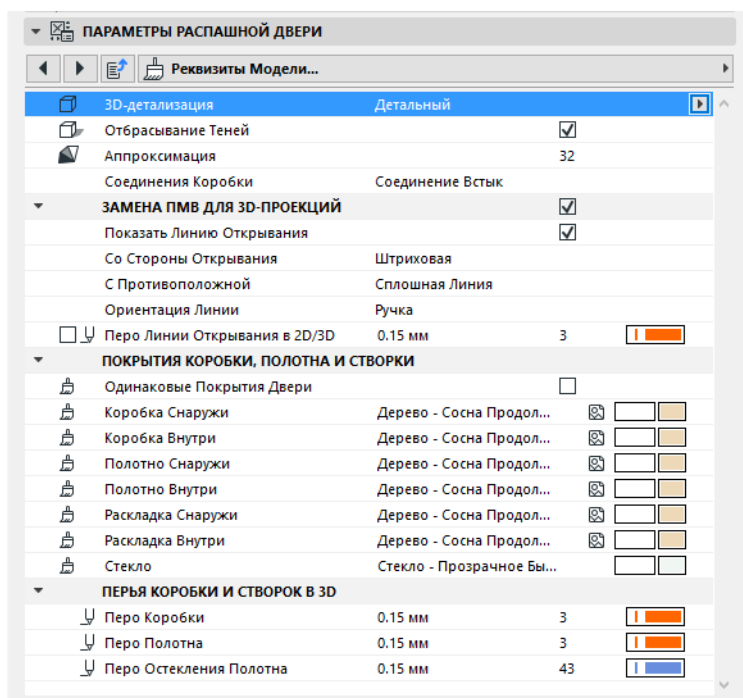 ПАРАМЕТРЫ РАСПАШНОЙ ДВЕРИ
Реквизиты Модели...
3D-детализация Детальный
Отбрасывание Теней
Аппроксимация 32
Соединения Коробки Соединение Встык
ЗАМЕНА ПМВ ДЛЯ 3D-ПРОЕКЦИЙ
Показать Линию Открывания
Со Стороны Открывания Штриховая
С Противоположной Сплошная Линия
Ориентация Линии Ручка
Перо Линии Открывания в 2D/3D 0.15 мм 3
ПОКРЫТИЯ КОРОБКИ, ПОЛОТНА И СТВОРКИ
Одинаковые Покрытия Двери
Коробка Снаружи Дерево - Сосна Продол...
Коробка Внутри Дерево - Сосна Продол...
Полотно Снаружи Дерево - Сосна Продол...
Полотно Внутри Дерево - Сосна Продол...
Раскладка Снаружи Дерево - Сосна Продол...
Раскладка Внутри Дерево - Сосна Продол...
Стекло Стекло - Прозрачное Бы...
ПЕРЬЯ КОРОБКИ И СТВОРОК В 3D
Перо Коробки 0.15 мм 3
Перо Полотна 0.15 мм 3
Перо Остекления Полотна 0.15 мм 43